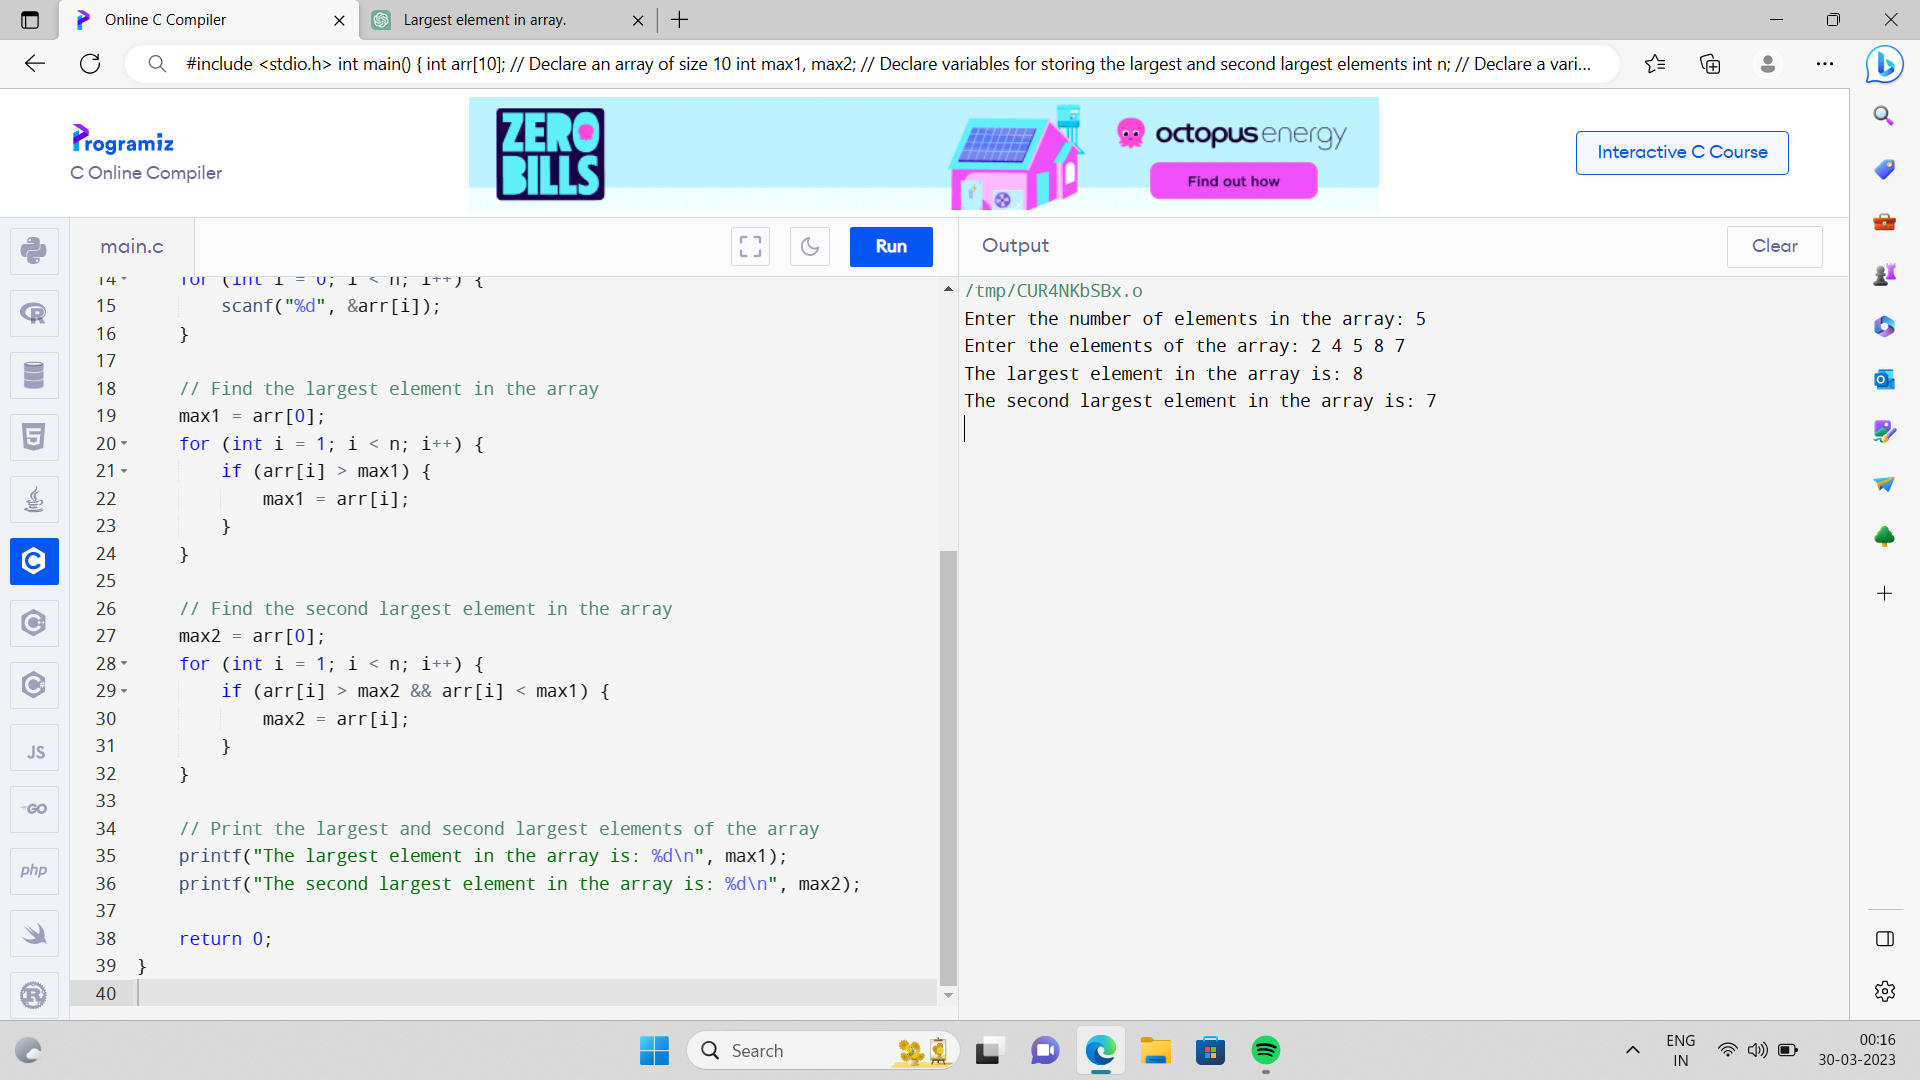 Online C Compiler
Largest element in array.
#include <stdio.h> int main() { int arr[10]; // Declare an array of size 10 int max1, max2; // Declare variables for storing the largest and second largest elements int n; // Declare a vari...
Programiz
C Online Compiler
ZERO
BILLS
octopusenergy
Find out how
Interactive C Course
main.c
Run
Output
Clear
14 for (int i = 0; i < n; i++) {
15 scanf("%d", &arr[i]);
16 }
17
18 // Find the largest element in the array
19 max1 = arr[0];
20 for (int i = 1; i < n; i++) {
21 if (arr[i] > max1) {
22 max1 = arr[i];
23 }
24 }
25
26 // Find the second largest element in the array
27 max2 = arr[0];
28 for (int i = 1; i < n; i++) {
29 if (arr[i] > max2 && arr[i] < max1) {
30 max2 = arr[i];
31 }
32 }
33
34 // Print the largest and second largest elements of the array
35 printf("The largest element in the array is: %d\n", max1);
36 printf("The second largest element in the array is: %d\n", max2);
37
38 return 0;
39 }
40
/tmp/CUR4NKbSBx.o
Enter the number of elements in the array: 5
Enter the elements of the array: 2 4 5 8 7
The largest element in the array is: 8
The second largest element in the array is: 7
JS
GO
php
Search
ENG
IN
00:16
30-03-2023